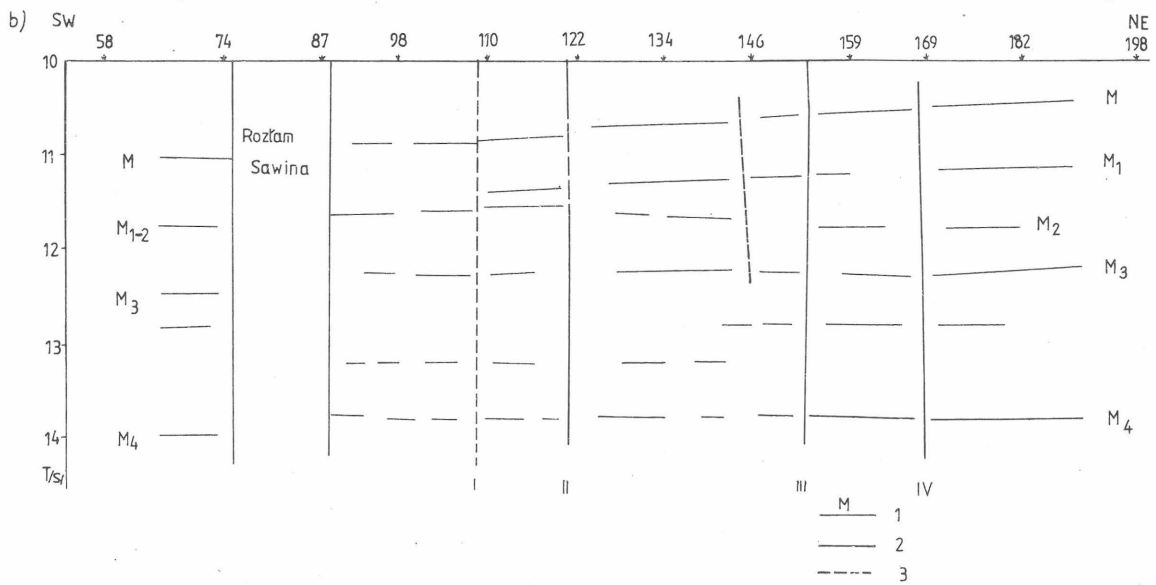 b) SW NE
58 74 87 98 110 122 134 146 159 169 182 198
10
M
Rozłam
Sawina
11
M
M1
M1-2
M2
12
M3
M3
13
M4
M4
14
T/s/
I II III IV
M
1
2
3